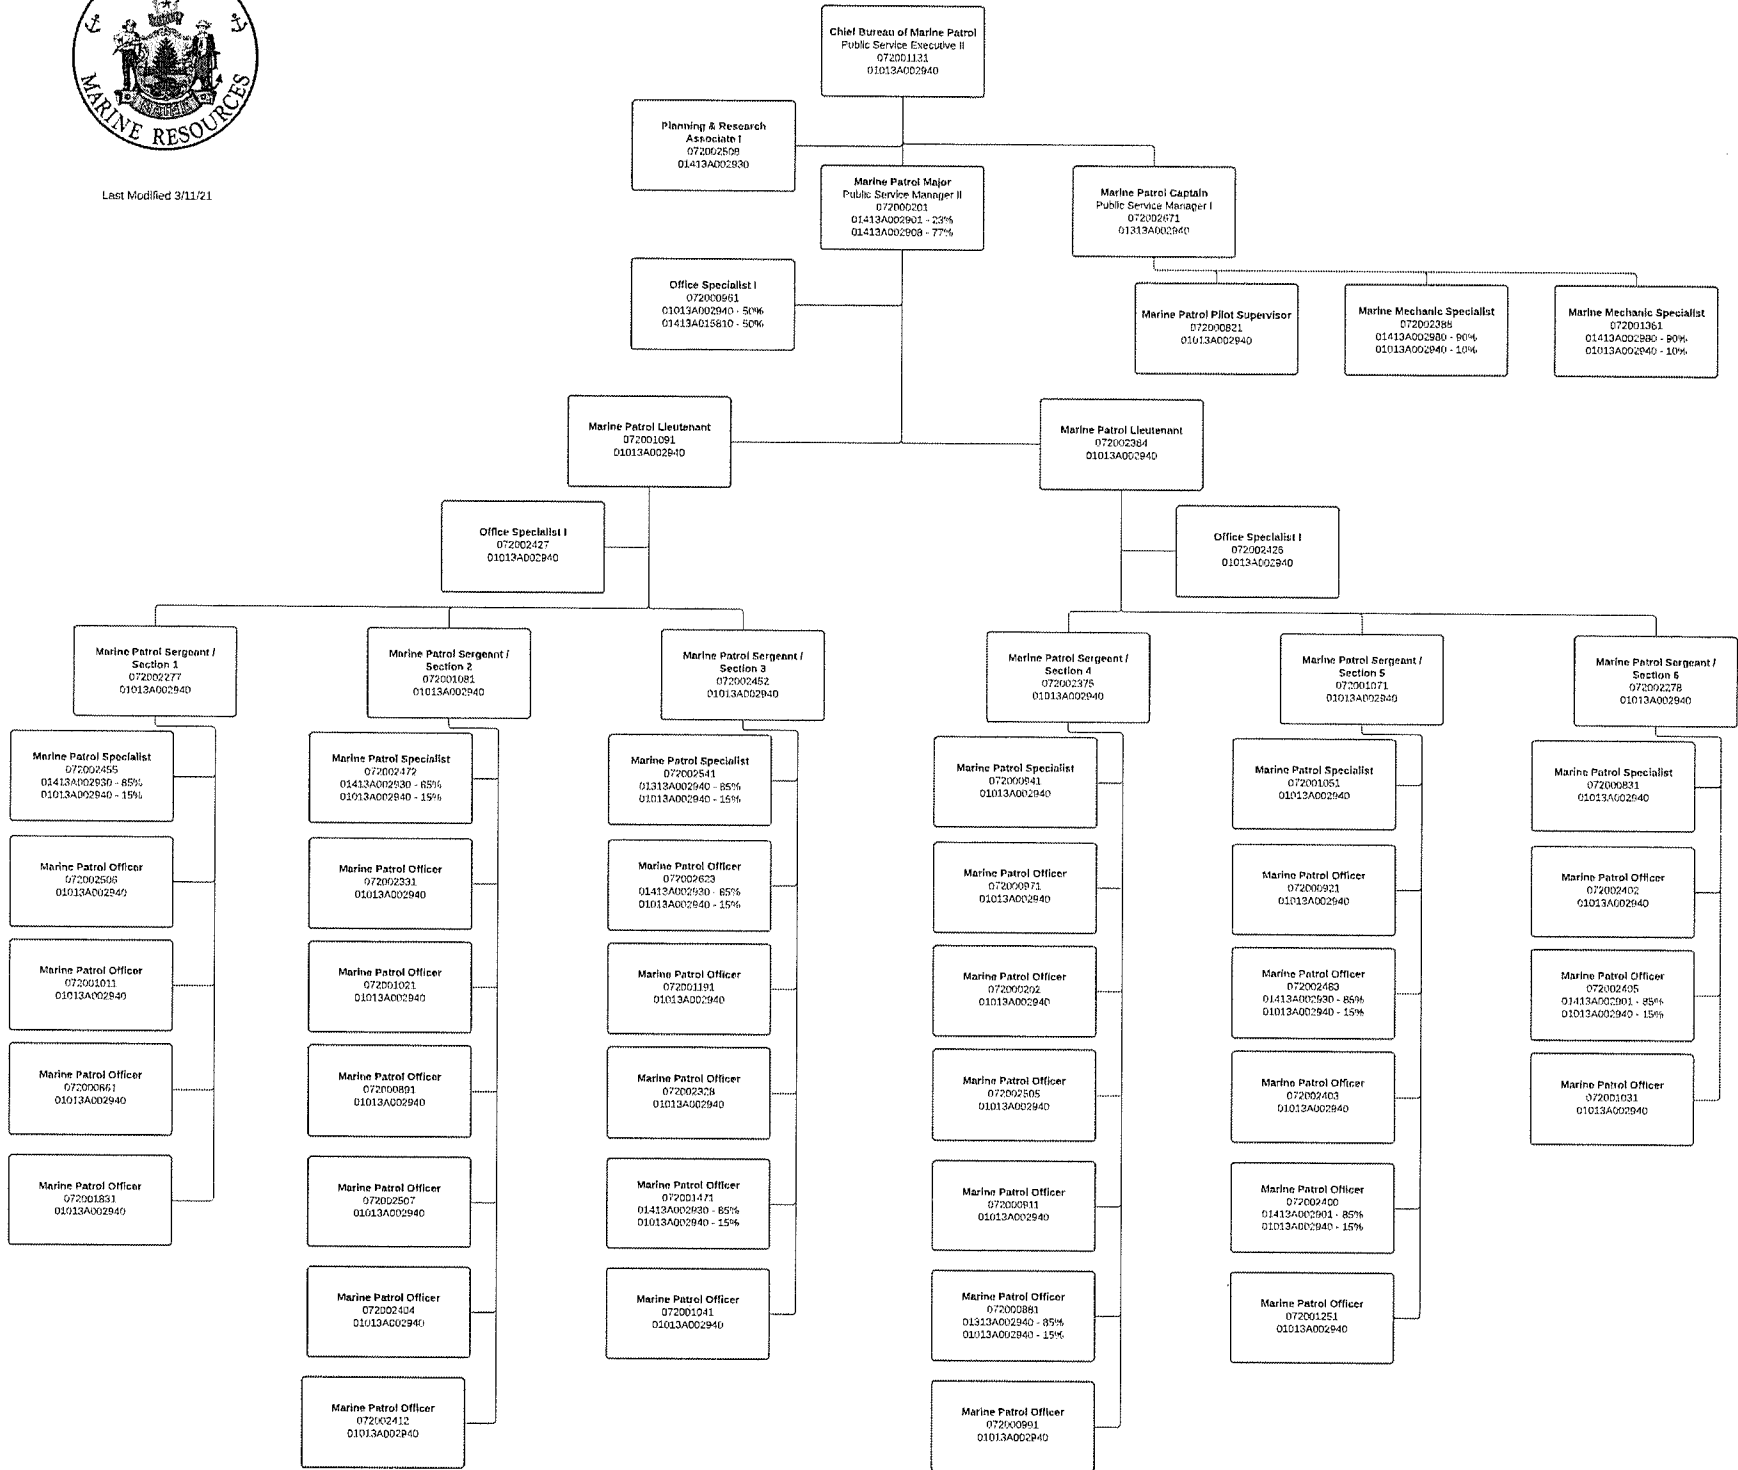 MARINE RESOURCES
Last Modified 3/11/21
Chief Bureau of Marine Patrol
Public Service Executive II
072001131
01013A002940
Planning & Research
Associate I
072002508
01413A002930
Marine Patrol Major
Public Service Manager II
072000201
01413A002901 - 23%
01413A002908 - 77%
Marine Patrol Captain
Public Service Manager I
072002671
01313A002940
Office Specialist I
072000961
01013A002940 - 50%
01413A015810 - 50%
Marine Patrol Pilot Supervisor
072000821
01013A002940
Marine Mechanic Specialist
072002388
01413A002980 - 90%
01013A002940 - 10%
Marine Mechanic Specialist
072001361
01413A002980 - 90%
01013A002940 - 10%
Marine Patrol Lieutenant
072001091
01013A002940
Marine Patrol Lieutenant
072002384
01013A002940
Office Specialist I
072002427
01013A002940
Office Specialist I
072002426
01013A002940
Marine Patrol Sergeant /
Section 1
072002277
01013A002940
Marine Patrol Specialist
072002455
01413A002930 - 85%
01013A002940 - 15%
Marine Patrol Officer
072002506
01013A002940
Marine Patrol Officer
072001011
01013A002940
Marine Patrol Officer
072000861
01013A002940
Marine Patrol Officer
072001831
01013A002940
Marine Patrol Sergeant /
Section 2
072001081
01013A002940
Marine Patrol Specialist
072002472
01413A002930 - 85%
01013A002940 - 15%
Marine Patrol Officer
072002331
01013A002940
Marine Patrol Officer
072001021
01013A002940
Marine Patrol Officer
072000891
01013A002940
Marine Patrol Officer
072002507
01013A002940
Marine Patrol Officer
072002404
01013A002940
Marine Patrol Officer
072002412
01013A002940
Marine Patrol Sergeant /
Section 3
072002452
01013A002940
Marine Patrol Specialist
072002541
01313A002940 - 85%
01013A002940 - 15%
Marine Patrol Officer
072002623
01413A002930 - 85%
01013A002940 - 15%
Marine Patrol Officer
072001191
01013A002940
Marine Patrol Officer
072002328
01013A002940
Marine Patrol Officer
072001471
01413A002930 - 85%
01013A002940 - 15%
Marine Patrol Officer
072001041
01013A002940
Marine Patrol Sergeant /
Section 4
072002375
01013A002940
Marine Patrol Specialist
072000941
01013A002940
Marine Patrol Officer
072000971
01013A002940
Marine Patrol Officer
072000202
01013A002940
Marine Patrol Officer
072002505
01013A002940
Marine Patrol Officer
072000911
01013A002940
Marine Patrol Officer
072000881
01313A002940 - 85%
01013A002940 - 15%
Marine Patrol Officer
072000991
01013A002940
Marine Patrol Sergeant /
Section 5
072001071
01013A002940
Marine Patrol Specialist
072001051
01013A002940
Marine Patrol Officer
072000921
01013A002940
Marine Patrol Officer
072002463
01413A002930 - 85%
01013A002940 - 15%
Marine Patrol Officer
072002403
01013A002940
Marine Patrol Officer
072002400
01413A002901 - 85%
01013A002940 - 15%
Marine Patrol Officer
072001251
01013A002940
Marine Patrol Sergeant /
Section 6
072002278
01013A002940
Marine Patrol Specialist
072000831
01013A002940
Marine Patrol Officer
072002402
01013A002940
Marine Patrol Officer
072002405
01413A002901 - 85%
01013A002940 - 15%
Marine Patrol Officer
072001031
01013A002940